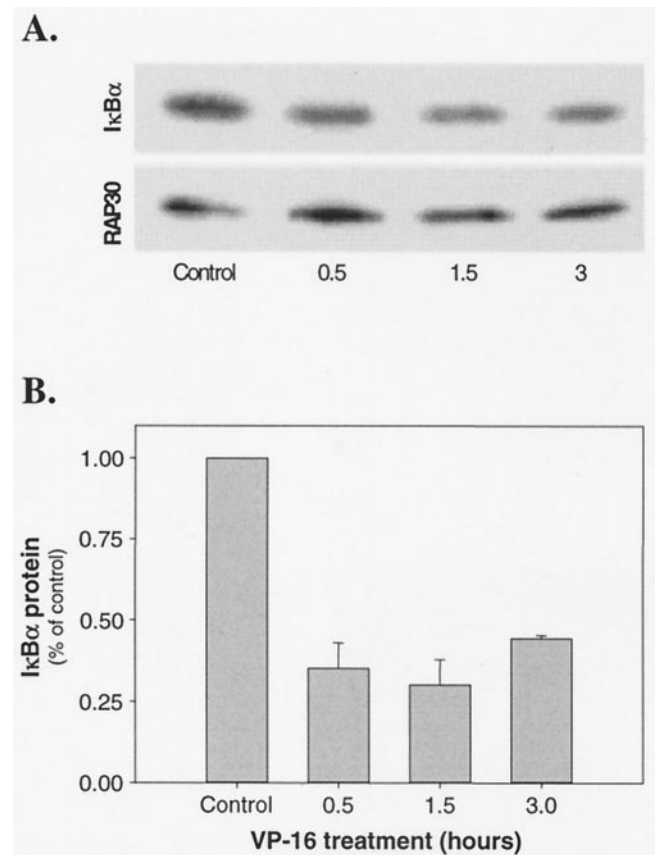 A.
IκBα
RAP30
Control 0.5 1.5 3
B.
IκBα protein
(% of control)
1.00
0.75
0.50
0.25
0.00
Control 0.5 1.5 3.0
VP-16 treatment (hours)